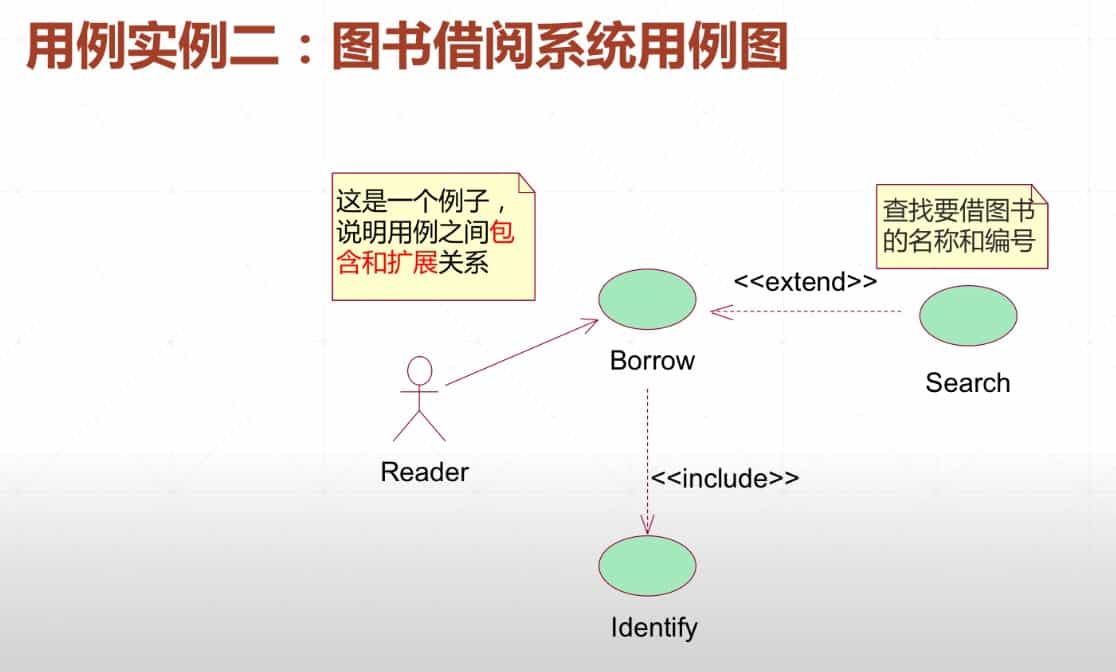 用例实例二：图书借阅系统用例图
这是一个例子，
说明用例之间包
含和扩展关系
查找要借图书
的名称和编号
<<extend>>
Borrow
Search
Reader
<<include>>
Identify